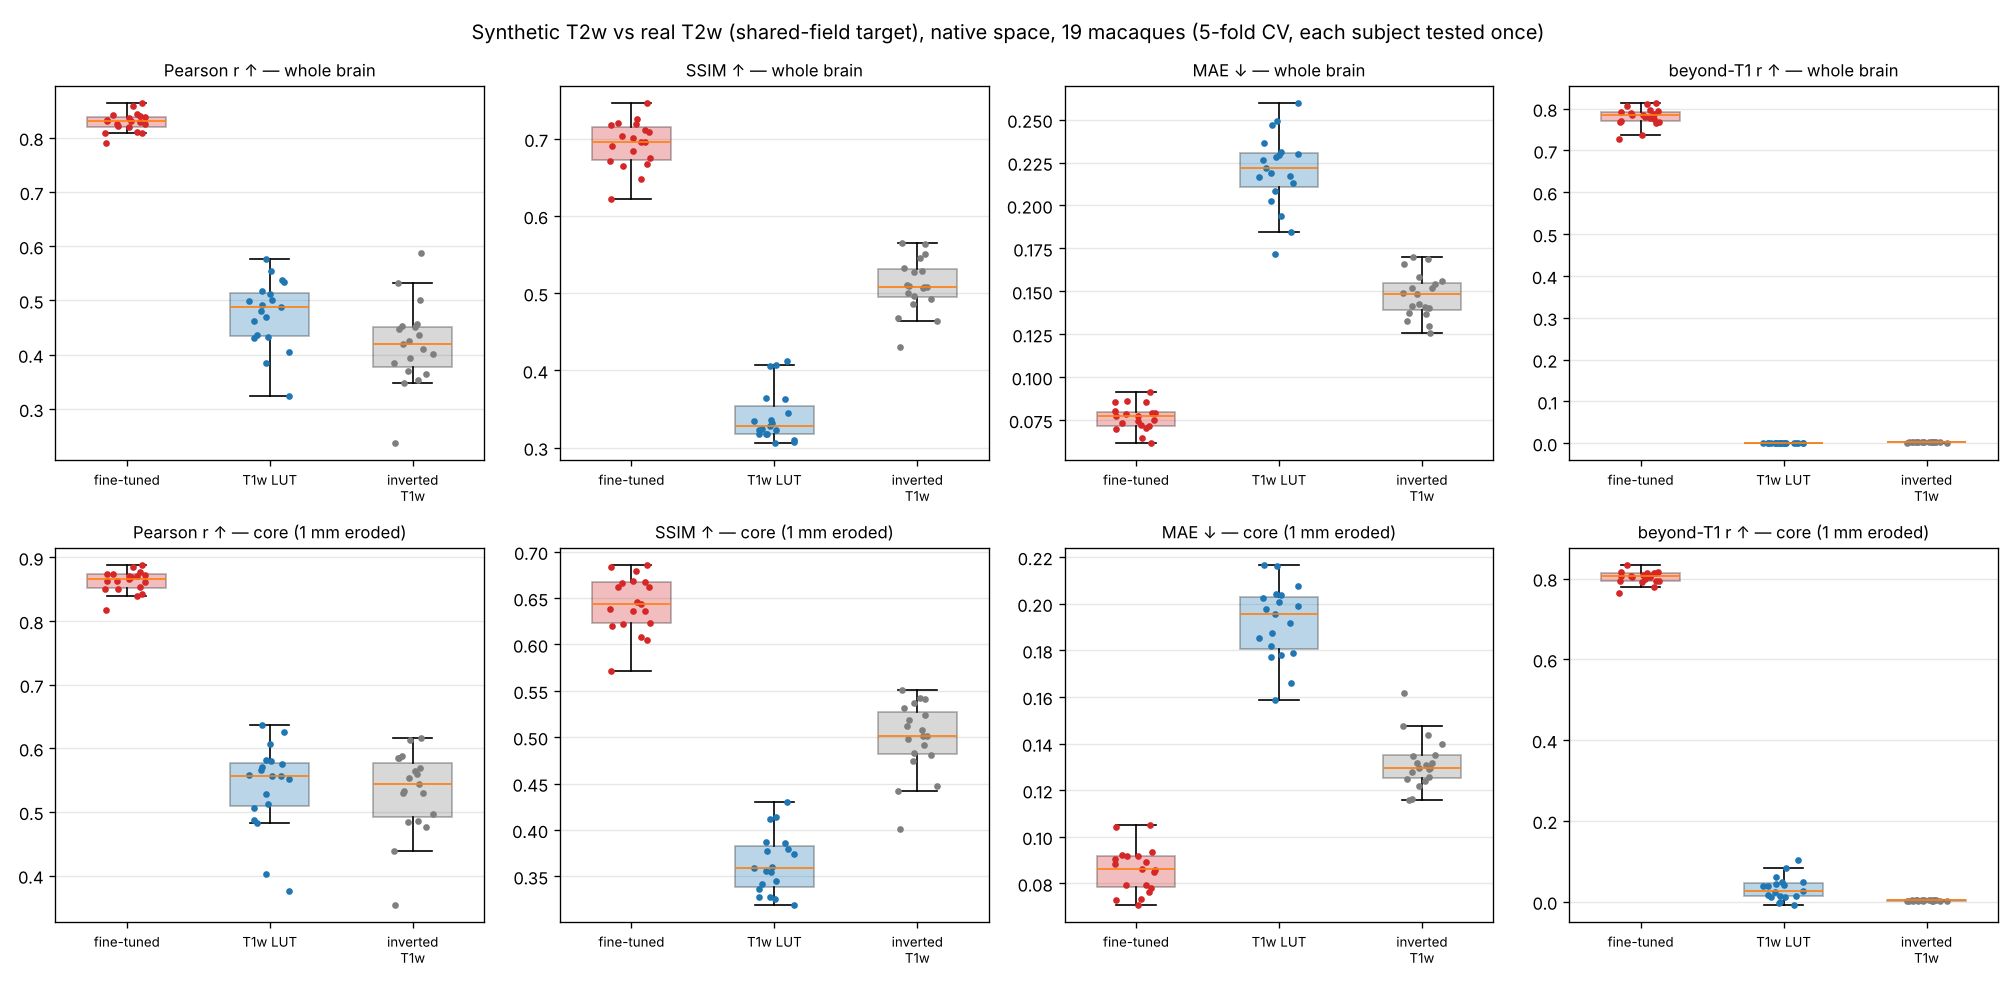 Synthetic T2w vs real T2w (shared-field target), native space, 19 macaques (5-fold CV, each subject tested once)
Pearson r ↑ — whole brain
0.8
0.7
0.6
0.5
0.4
0.3
fine-tuned
T1w LUT
inverted
T1w
SSIM ↑ — whole brain
0.7
0.6
0.5
0.4
0.3
fine-tuned
T1w LUT
inverted
T1w
MAE ↓ — whole brain
0.250
0.225
0.200
0.175
0.150
0.125
0.100
0.075
fine-tuned
T1w LUT
inverted
T1w
beyond-T1 r ↑ — whole brain
0.8
0.7
0.6
0.5
0.4
0.3
0.2
0.1
0.0
fine-tuned
T1w LUT
inverted
T1w
Pearson r ↑ — core (1 mm eroded)
0.9
0.8
0.7
0.6
0.5
0.4
fine-tuned
T1w LUT
inverted
T1w
SSIM ↑ — core (1 mm eroded)
0.70
0.65
0.60
0.55
0.50
0.45
0.40
0.35
fine-tuned
T1w LUT
inverted
T1w
MAE ↓ — core (1 mm eroded)
0.22
0.20
0.18
0.16
0.14
0.12
0.10
0.08
fine-tuned
T1w LUT
inverted
T1w
beyond-T1 r ↑ — core (1 mm eroded)
0.8
0.6
0.4
0.2
0.0
fine-tuned
T1w LUT
inverted
T1w